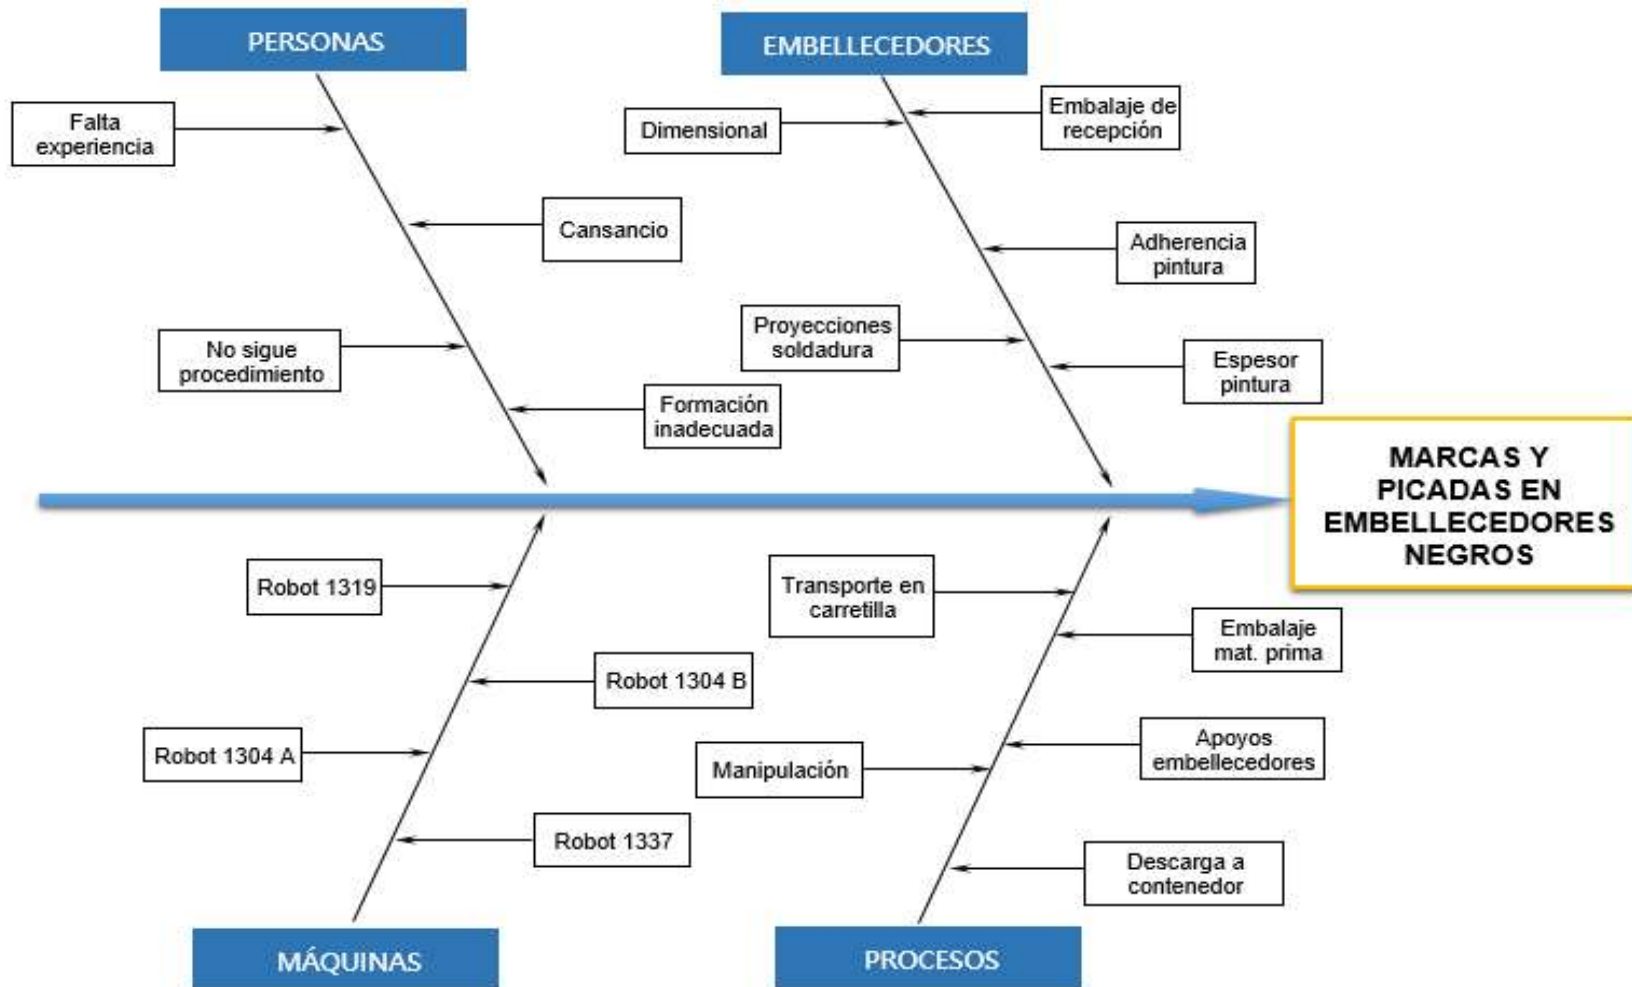 PERSONAS
EMBELLECEDORES
Falta
experiencia
Dimensional
Embalaje de
recepción
Cansancio
Adherencia
pintura
No sigue
procedimiento
Proyecciones
soldadura
Espesor
pintura
Formación
inadecuada
MARCAS Y
PICADAS EN
EMBELLECEDORES
NEGROS
Robot 1319
Transporte en
carretilla
Embalaje
mat. prima
Robot 1304 B
Robot 1304 A
Manipulación
Apoyos
embellecedores
Robot 1337
Descarga a
contenedor
MÁQUINAS
PROCESOS